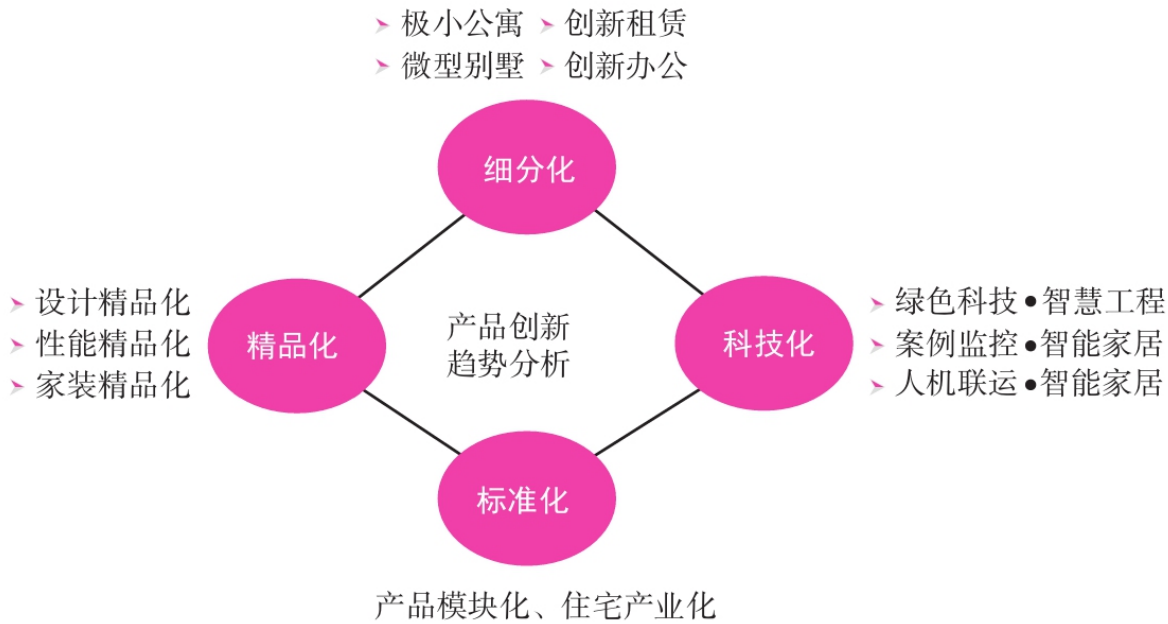 极小公寓 创新租赁
微型别墅 创新办公
细分化
设计精品化
性能精品化
家装精品化
精品化
产品创新
趋势分析
科技化
绿色科技●智慧工程
案例监控●智能家居
人机联运●智能家居
标准化
产品模块化、住宅产业化